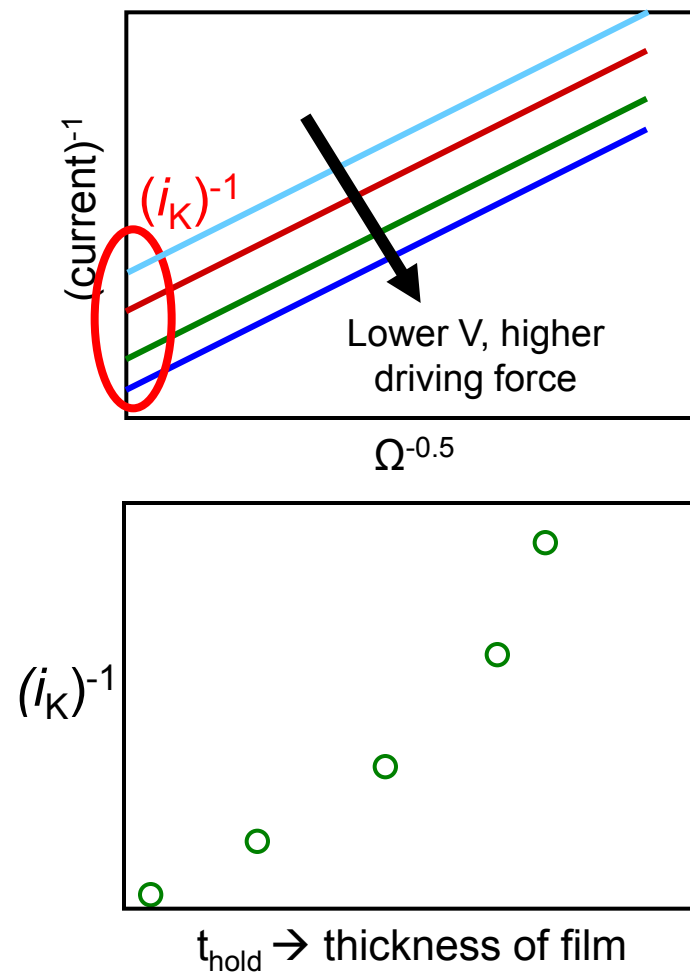 (current)⁻¹
(iK)⁻¹
Lower V, higher
driving force
Ω⁻⁰·⁵
(iK)⁻¹
thold → thickness of film